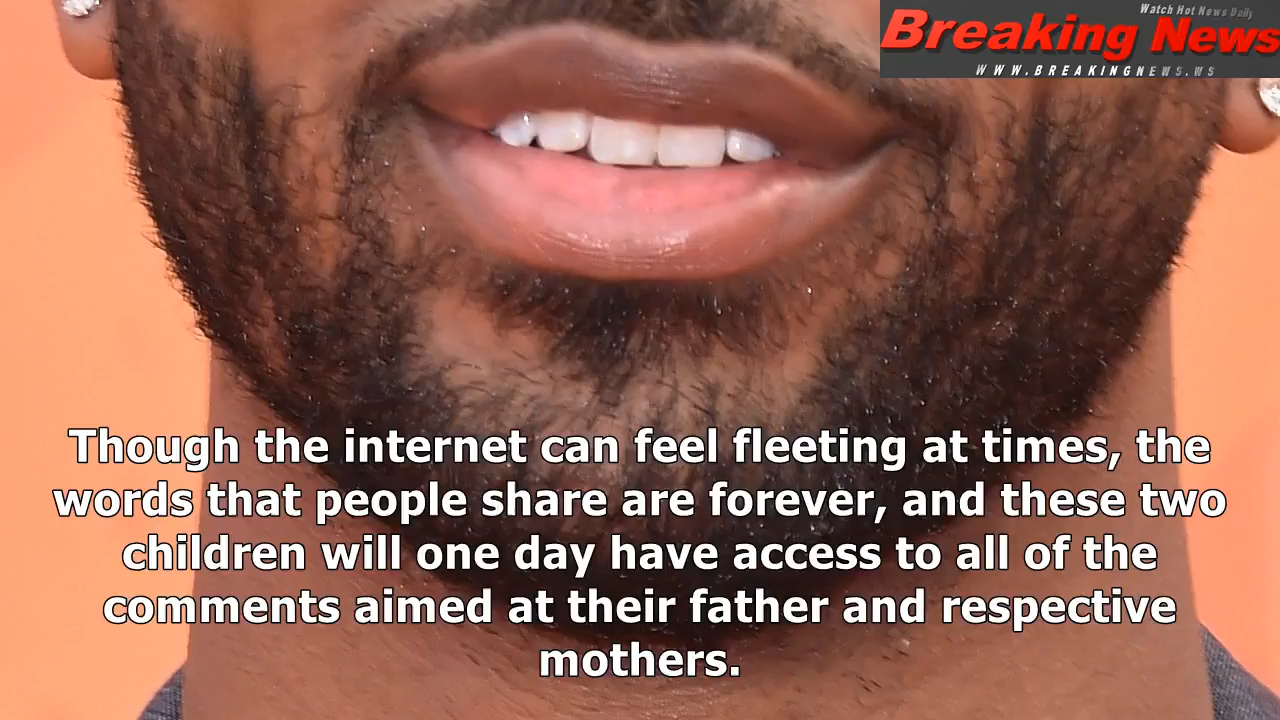 Watch Hot News Daily
Breaking News
WWW.BREAKINGNEWS.WS
Though the internet can feel fleeting at times, the
words that people share are forever, and these two
children will one day have access to all of the
comments aimed at their father and respective
mothers.